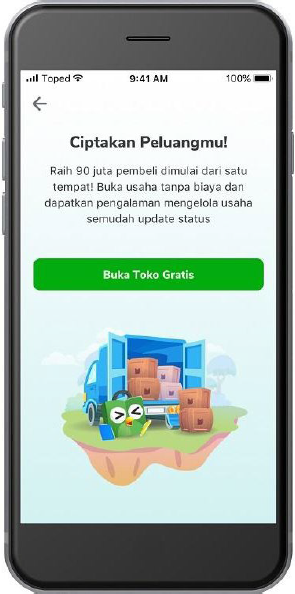 Toped 9:41 AM 100%
Ciptakan Peluangmu!
Raih 90 juta pembeli dimulai dari satu
tempat! Buka usaha tanpa biaya dan
dapatkan pengalaman mengelola usaha
semudah update status
Buka Toko Gratis